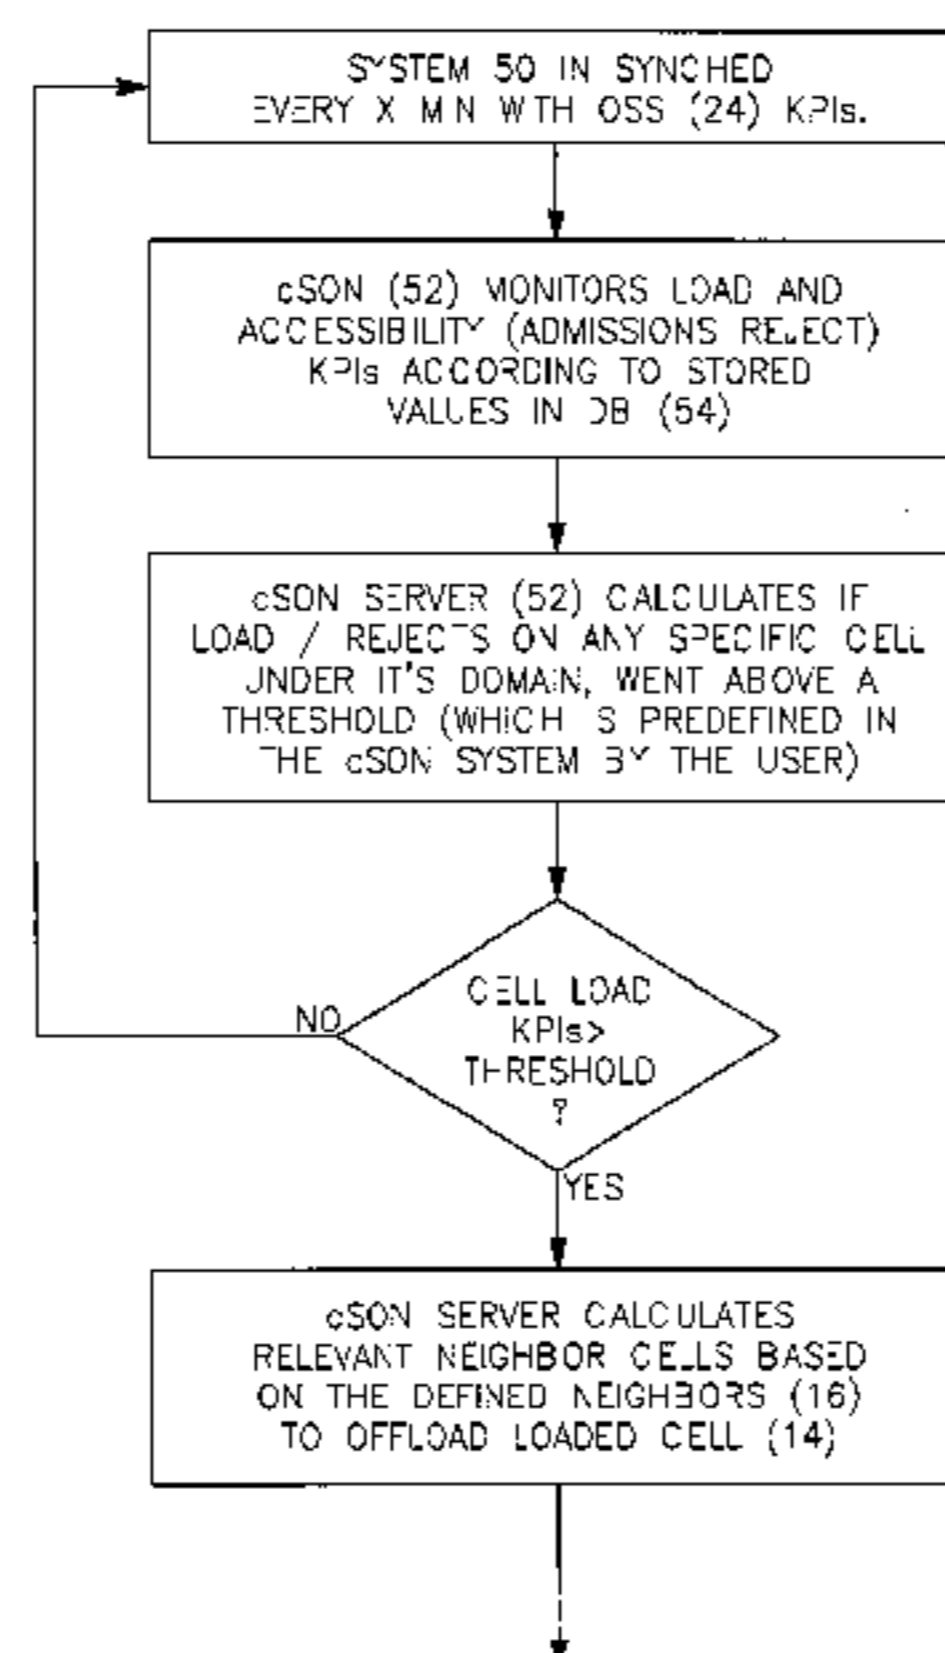 SYSTEM 50 IN SYNCHED
EVERY X MIN WITH OSS (24) KPIs.
cSON (52) MONITORS LOAD AND
ACCESSIBILITY (ADMISSIONS REJECT)
KPIs ACCORDING TO STORED
VALUES IN DB (54)
cSON SERVER (52) CALCULATES IF
LOAD / REJECTS ON ANY SPECIFIC CELL
UNDER IT'S DOMAIN, WENT ABOVE A
THRESHOLD (WHICH IS PREDEFINED IN
THE cSON SYSTEM BY THE USER)
CELL LOAD
KPIs>
THRESHOLD
?
NO
YES
cSON SERVER CALCULATES
RELEVANT NEIGHBOR CELLS BASED
ON THE DEFINED NEIGHBORS (16)
TO OFFLOAD LOADED CELL (14)